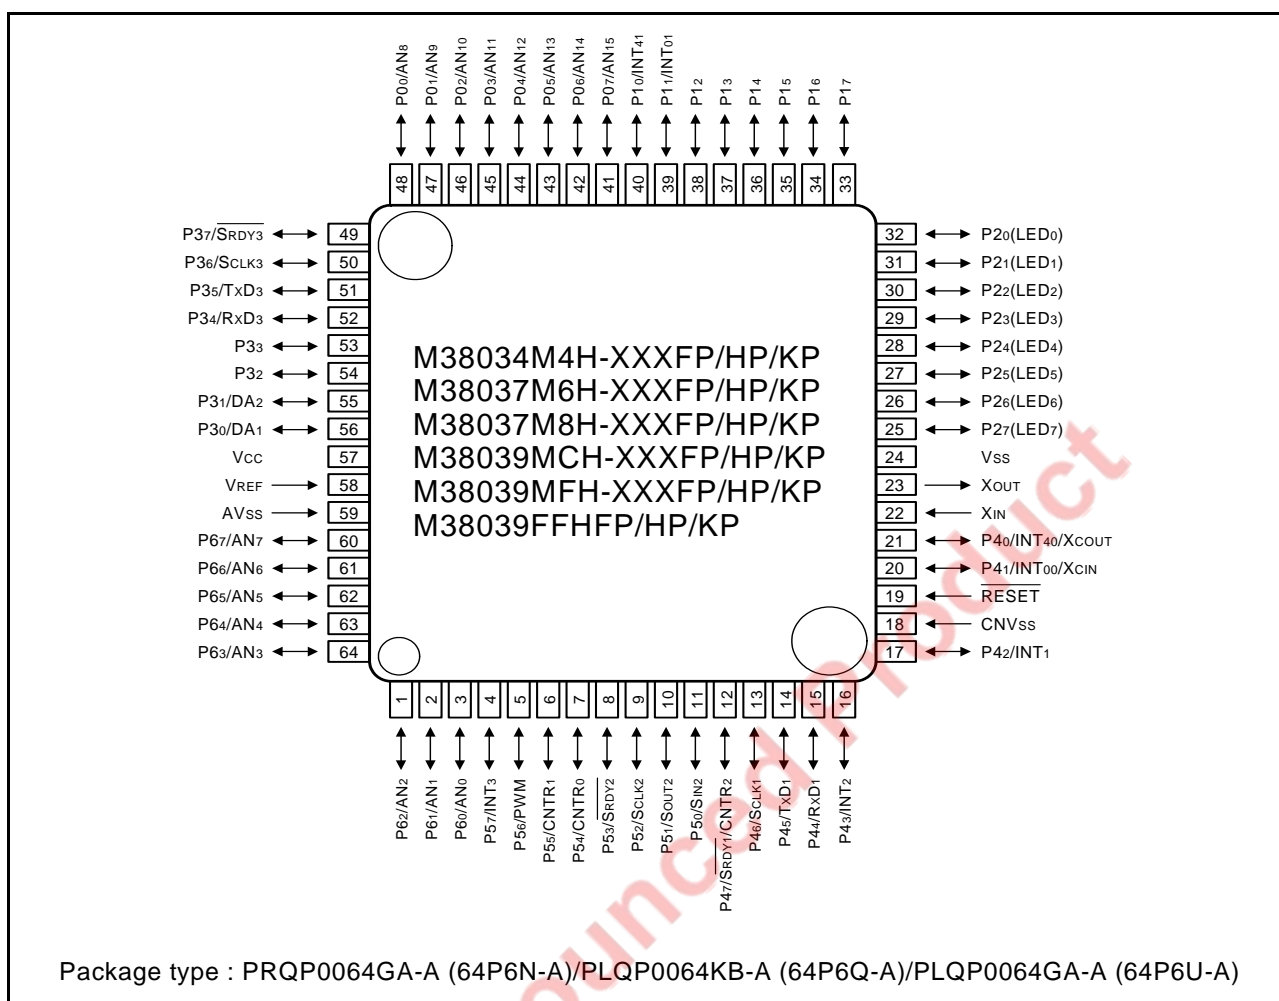 P00/AN8
P01/AN9
P02/AN10
P03/AN11
P04/AN12
P05/AN13
P06/AN14
P07/AN15
P10/INT41
P11/INT01
P12
P13
P14
P15
P16
P17
48 47 46 45 44 43 42 41 40 39 38 37 36 35 34 33
P37/SRDY3 49
P36/SCLK3 50
P35/TXD3 51
P34/RXD3 52
P33 53
P32 54
P31/DA2 55
P30/DA1 56
VCC 57
VREF 58
AVSS 59
P67/AN7 60
P66/AN6 61
P65/AN5 62
P64/AN4 63
P63/AN3 64
M38034M4H-XXXFP/HP/KP
M38037M6H-XXXFP/HP/KP
M38037M8H-XXXFP/HP/KP
M38039MCH-XXXFP/HP/KP
M38039MFH-XXXFP/HP/KP
M38039FFHFP/HP/KP
32 P20(LED0)
31 P21(LED1)
30 P22(LED2)
29 P23(LED3)
28 P24(LED4)
27 P25(LED5)
26 P26(LED6)
25 P27(LED7)
24 VSS
23 XOUT
22 XIN
21 P40/INT40/XCOUT
20 P41/INT00/XCIN
19 RESET
18 CNVSS
17 P42/INT1
1 2 3 4 5 6 7 8 9 10 11 12 13 14 15 16
P62/AN2
P61/AN1
P60/AN0
P57/INT3
P56/PWM
P55/CNTR1
P54/CNTR0
P53/SRDY2
P52/SCLK2
P51/SOUT2
P50/SIN2
P47/SRDY1/CNTR2
P46/SCLK1
P45/TXD1
P44/RXD1
P43/INT2
ounced Product
Package type : PRQP0064GA-A (64P6N-A)/PLQP0064KB-A (64P6Q-A)/PLQP0064GA-A (64P6U-A)